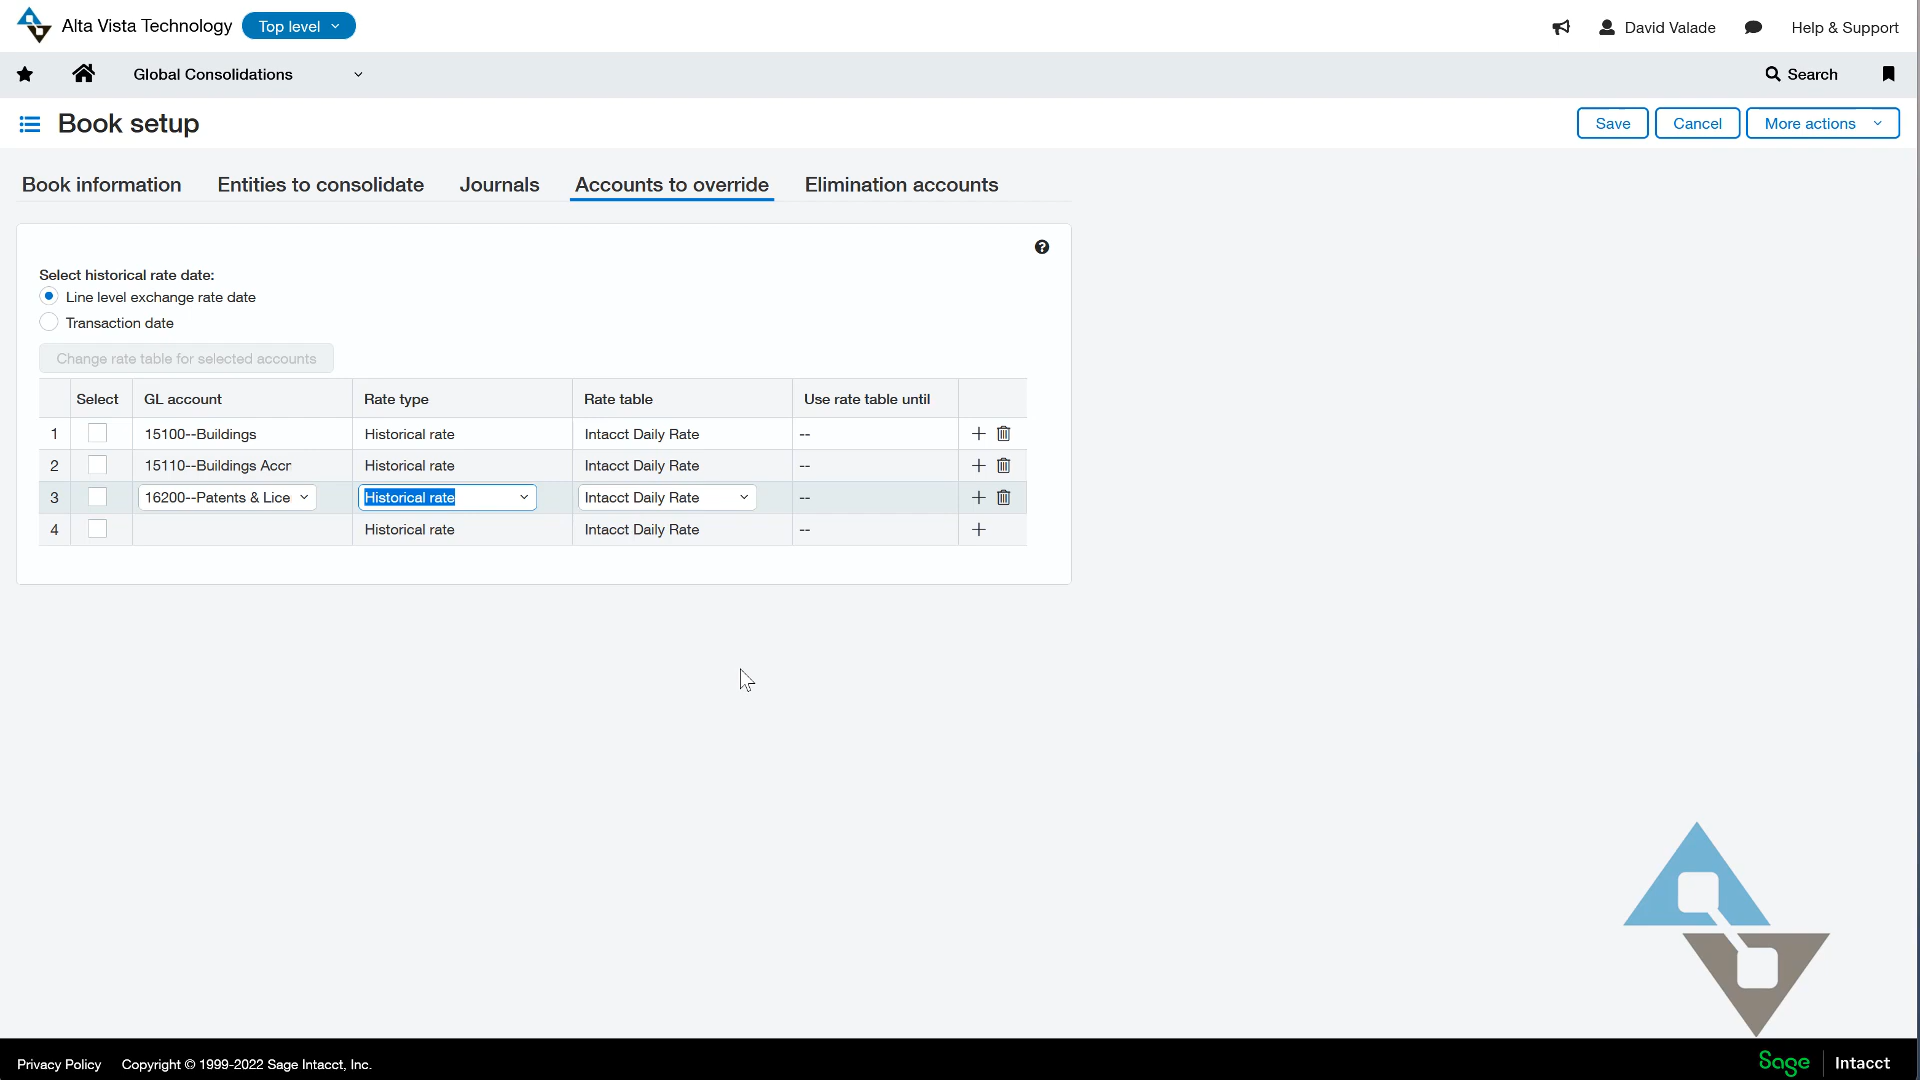 Alta Vista Technology Top level David Valade Help & Support
Global Consolidations Search
Book setup Save Cancel More actions
Book information Entities to consolidate Journals Accounts to override Elimination accounts
Select historical rate date:
Line level exchange rate date
Transaction date
Change rate table for selected accounts
Select GL account Rate type Rate table Use rate table until
1 15100--Buildings Historical rate Intacct Daily Rate --
2 15110--Buildings Accr Historical rate Intacct Daily Rate --
3 16200--Patents & Lice Historical rate Intacct Daily Rate --
4 Historical rate Intacct Daily Rate --
Privacy Policy Copyright © 1999-2022 Sage Intacct, Inc. Sage Intacct